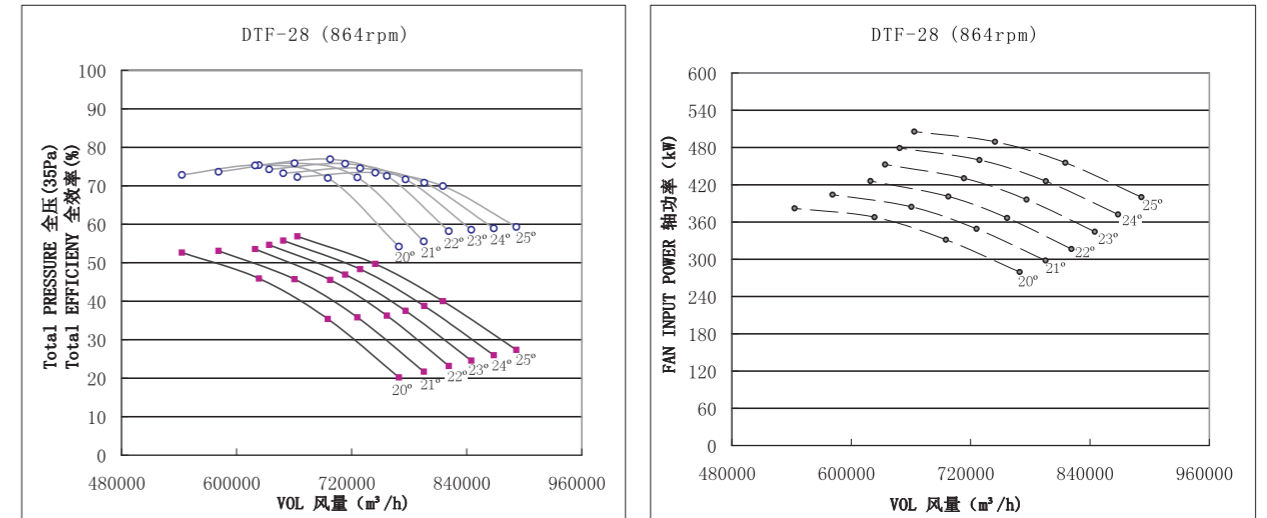 DTF-28 (864rpm)
Total PRESSURE 全压(35Pa)
Total EFFICIENY 全效率(%)
100
90
80
70
60
50
40
30
20
10
0
20° 21° 22° 23° 24° 25°
20° 21° 22° 23° 24° 25°
480000 600000 720000 840000 960000
VOL 风量（m³/h)
DTF-28 (864rpm)
FAN INPUT POWER 轴功率（kW)
600
540
480
420
360
300
240
180
120
60
0
25°
24°
23°
22°
21°
20°
480000 600000 720000 840000 960000
VOL 风量（m³/h)